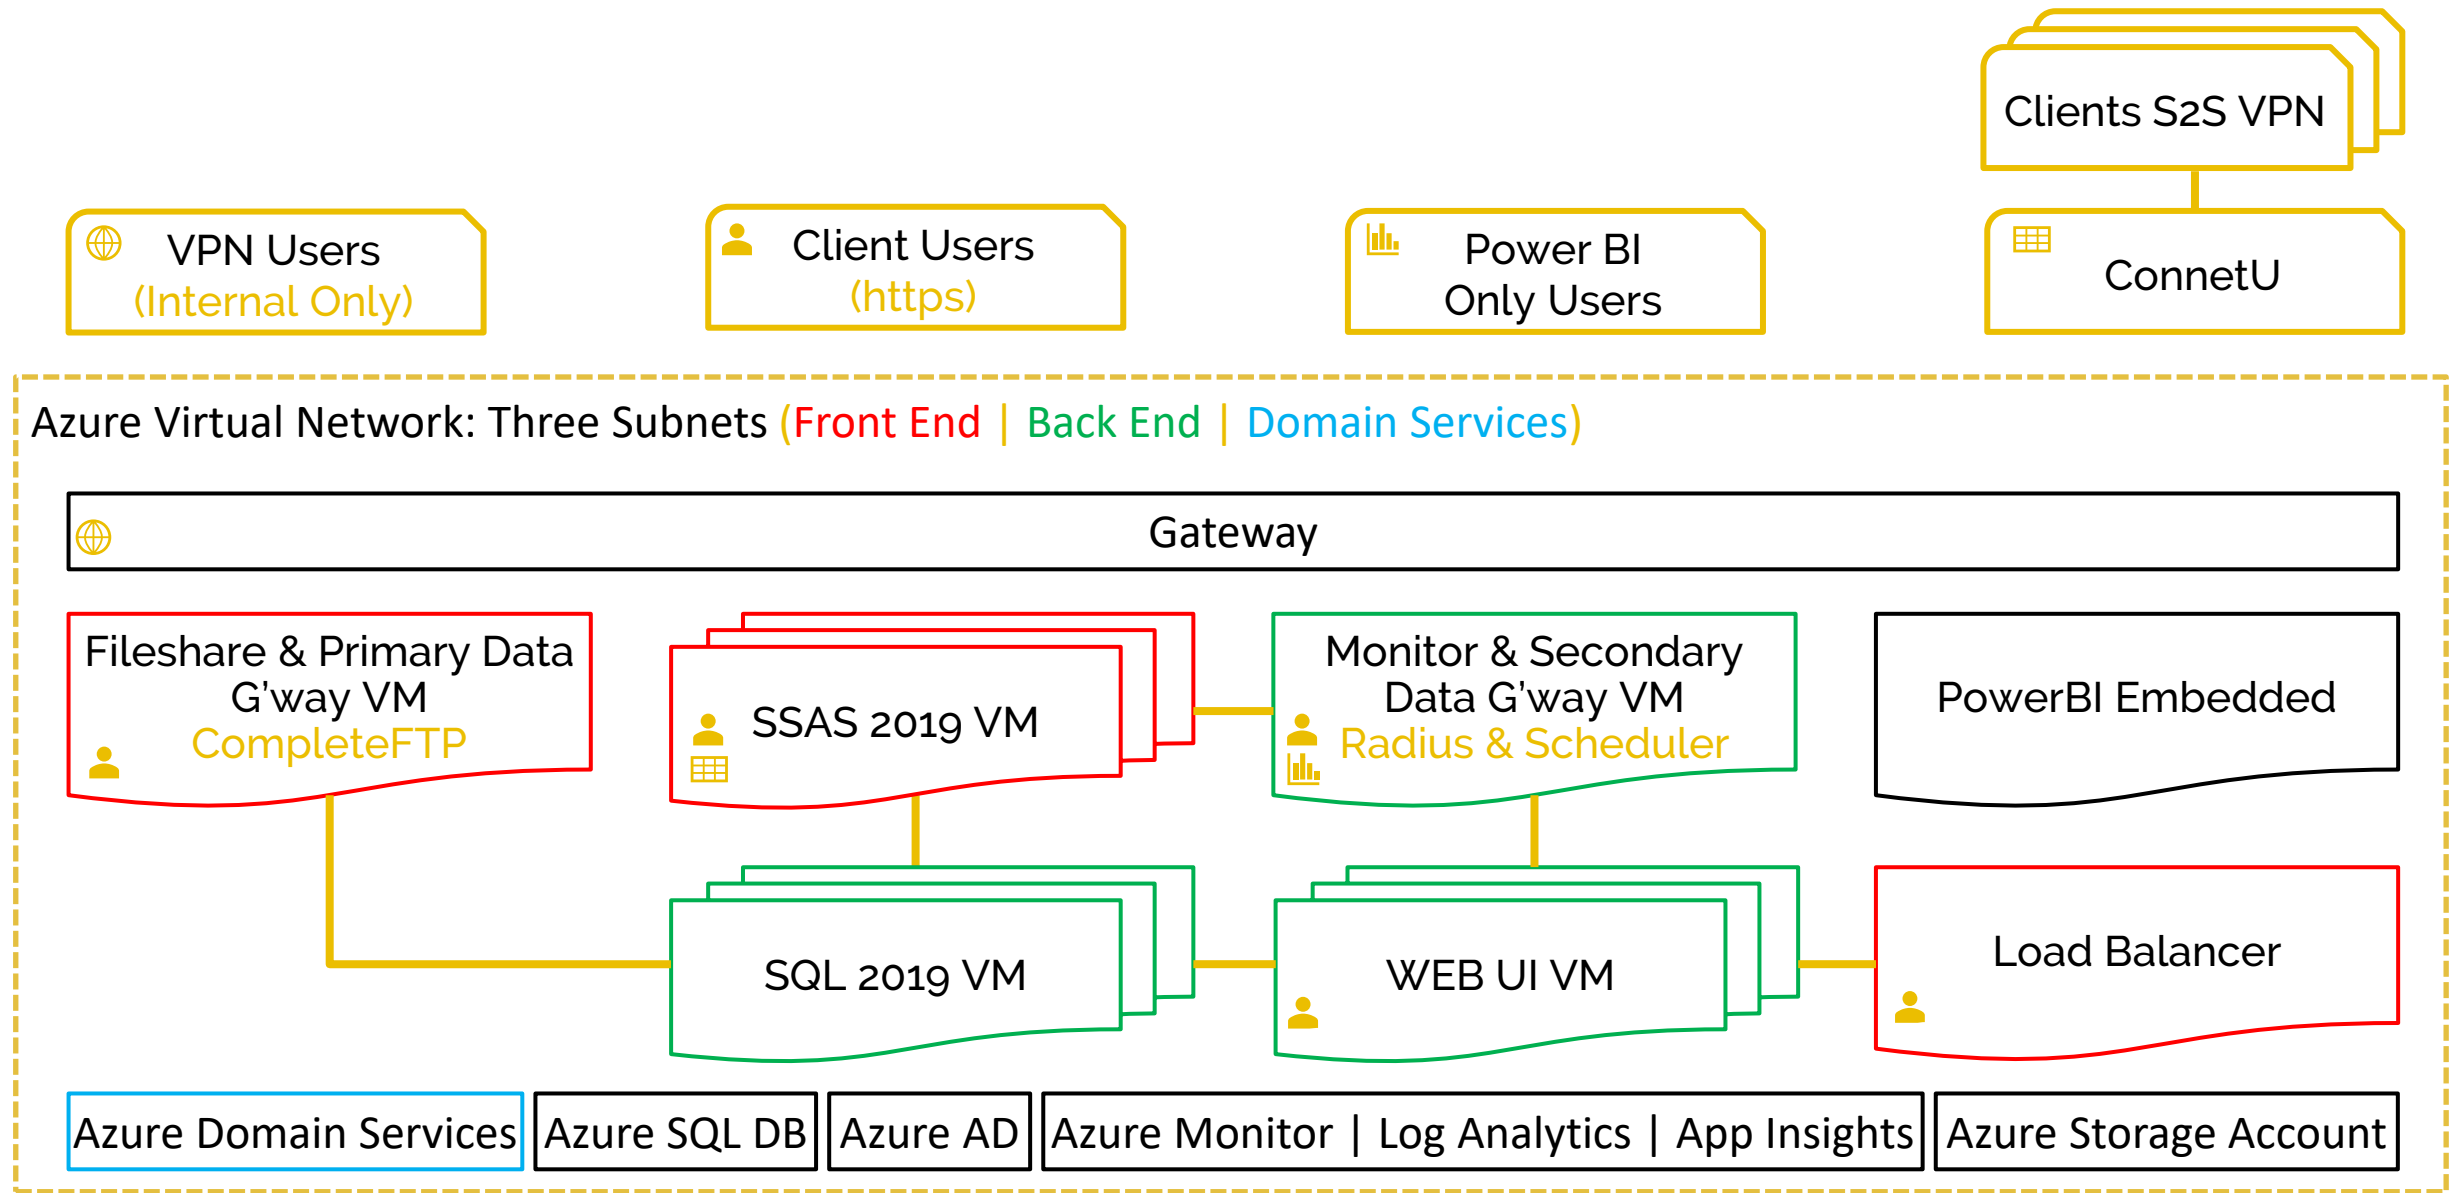 Clients S2S VPN
VPN Users
(Internal Only)
Client Users
(https)
Power BI
Only Users
ConnetU
Azure Virtual Network: Three Subnets (Front End | Back End | Domain Services)
Gateway
Fileshare & Primary Data
G'way VM
CompleteFTP
SSAS 2019 VM
Monitor & Secondary
Data G'way VM
Radius & Scheduler
PowerBI Embedded
SQL 2019 VM
WEB UI VM
Load Balancer
Azure Domain Services
Azure SQL DB
Azure AD
Azure Monitor | Log Analytics | App Insights
Azure Storage Account